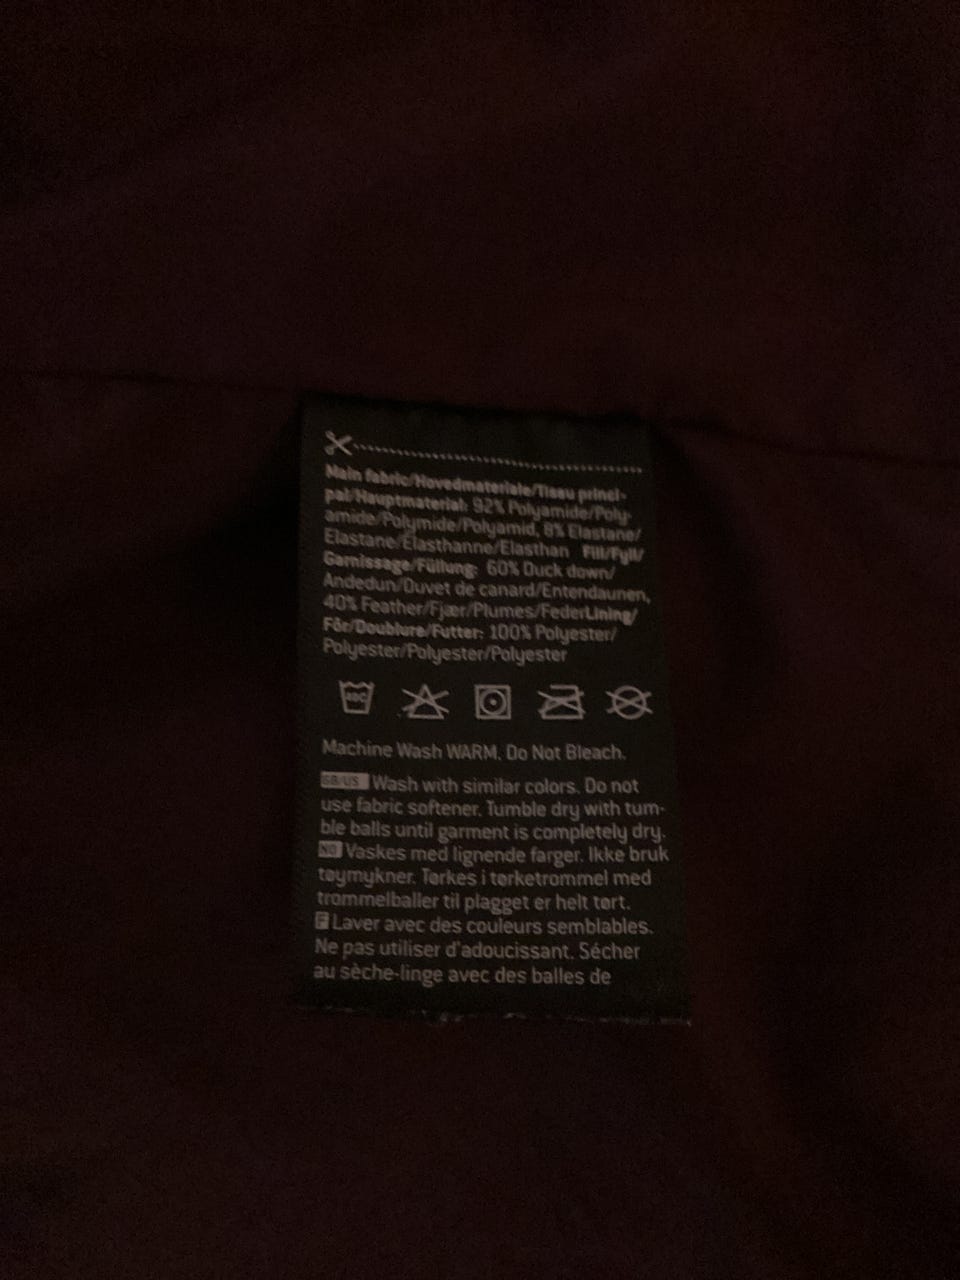 Main fabric/Hovedmateriale/Tissu princi-
pal/Hauptmaterial: 92% Polyamide/Poly-
amide/Polymide/Polyamid, 8% Elastane/
Elastane/Elasthanne/Elasthan Fill/Fyll/
Garnissage/Füllung: 60% Duck down/
Andedun/Duvet de canard/Entendaunen,
40% Feather/Fjær/Plumes/FederLining/
Fôr/Doublure/Futter: 100% Polyester/
Polyester/Polyester/Polyester
Machine Wash WARM. Do Not Bleach.
GB/US Wash with similar colors. Do not
use fabric softener. Tumble dry with tum-
ble balls until garment is completely dry.
NO Vaskes med lignende farger. Ikke bruk
tøymykner. Tørkes i tørketrommel med
trommelballer til plagget er helt tørt.
F Laver avec des couleurs semblables.
Ne pas utiliser d'adoucissant. Sécher
au sèche-linge avec des balles de